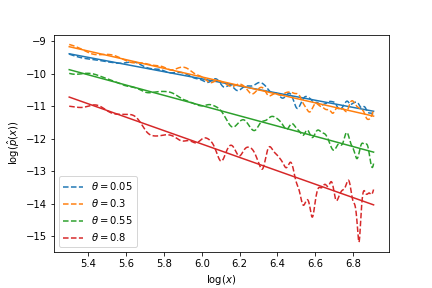 −9
−10
−11
−12
−13
−14
−15
log(p̂(x))
θ = 0.05
θ = 0.3
θ = 0.55
θ = 0.8
5.4 5.6 5.8 6.0 6.2 6.4 6.6 6.8
log(x)